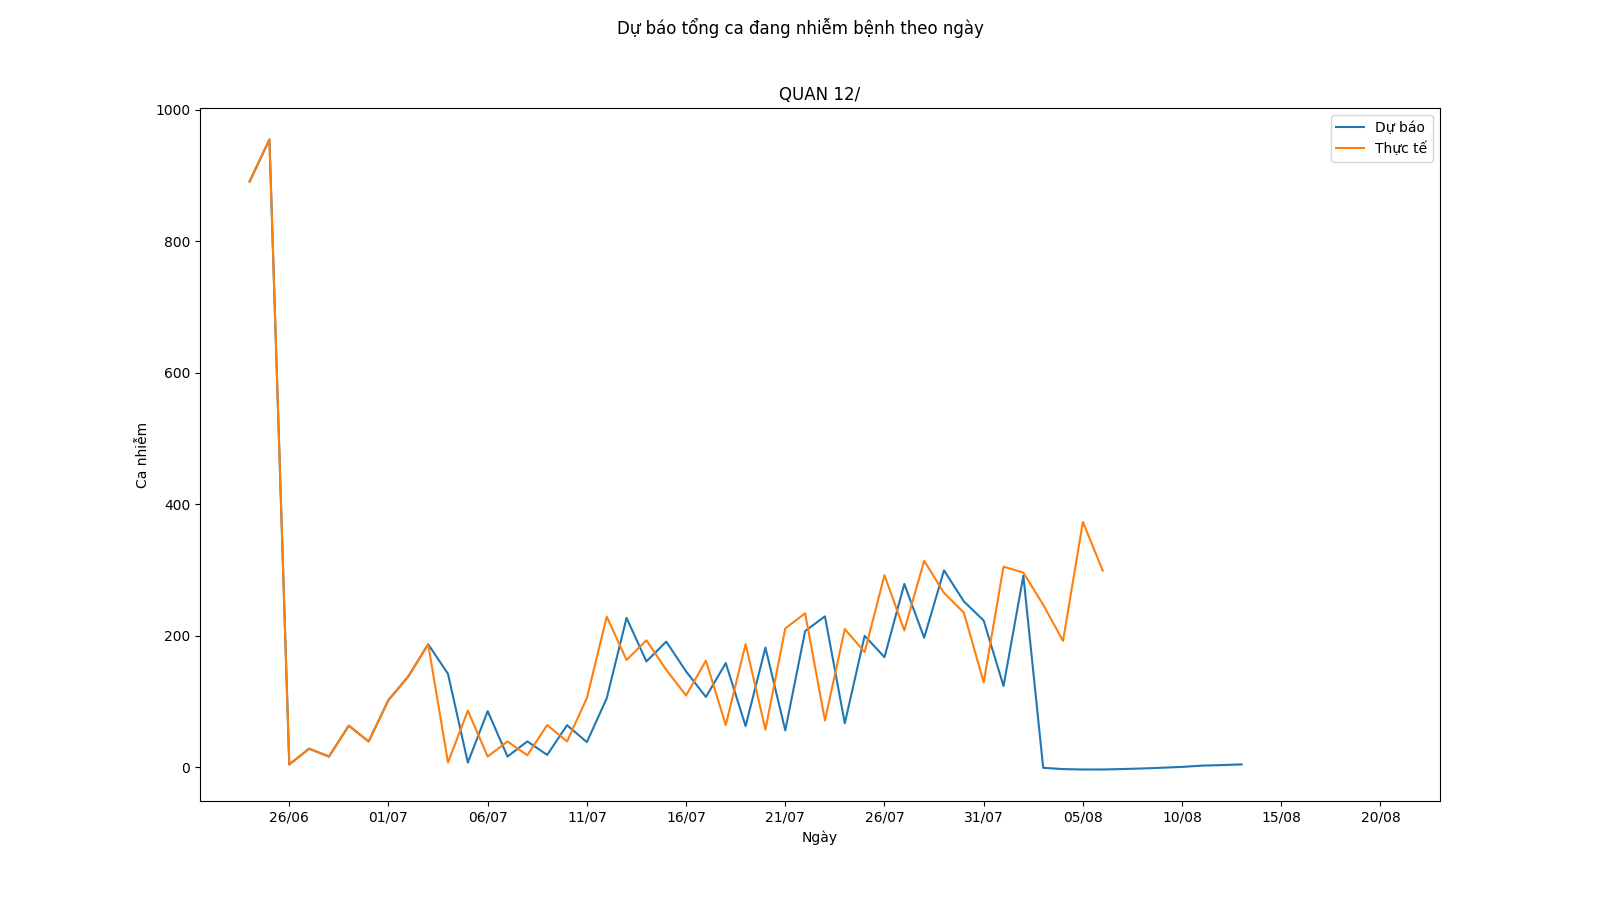 Dự báo tổng ca đang nhiễm bệnh theo ngày
QUAN 12/
1000
800
600
400
200
0
Ca nhiễm
Dự báo
Thực tế
26/06 01/07 06/07 11/07 16/07 21/07 26/07 31/07 05/08 10/08 15/08 20/08
Ngày